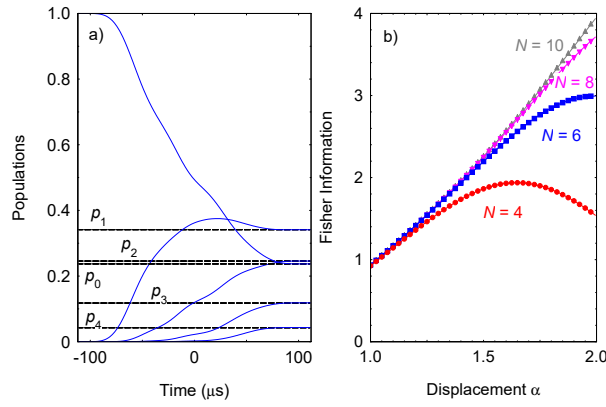 a)
1.0
0.8
0.6
0.4
0.2
0
Populations
p1
p2
p0
p3
p4
-100
-50
0
50
100
Time (μs)
b)
4
3
2
1
0
Fisher Information
N = 10
N = 8
N = 6
N = 4
1.0
1.5
2.0
Displacement α